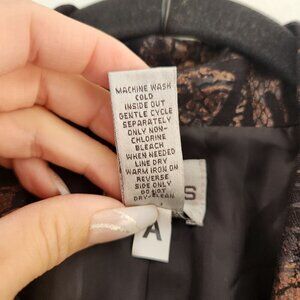 MACHINE WASH
COLD
INSIDE OUT
GENTLE CYCLE
SEPARATELY
ONLY NON-
CHLORINE
BLEACH
WHEN NEEDED
LINE DRY
WARM IRON ON
REVERSE
SIDE ONLY
DO NOT
DRY-CLEAN
S
A